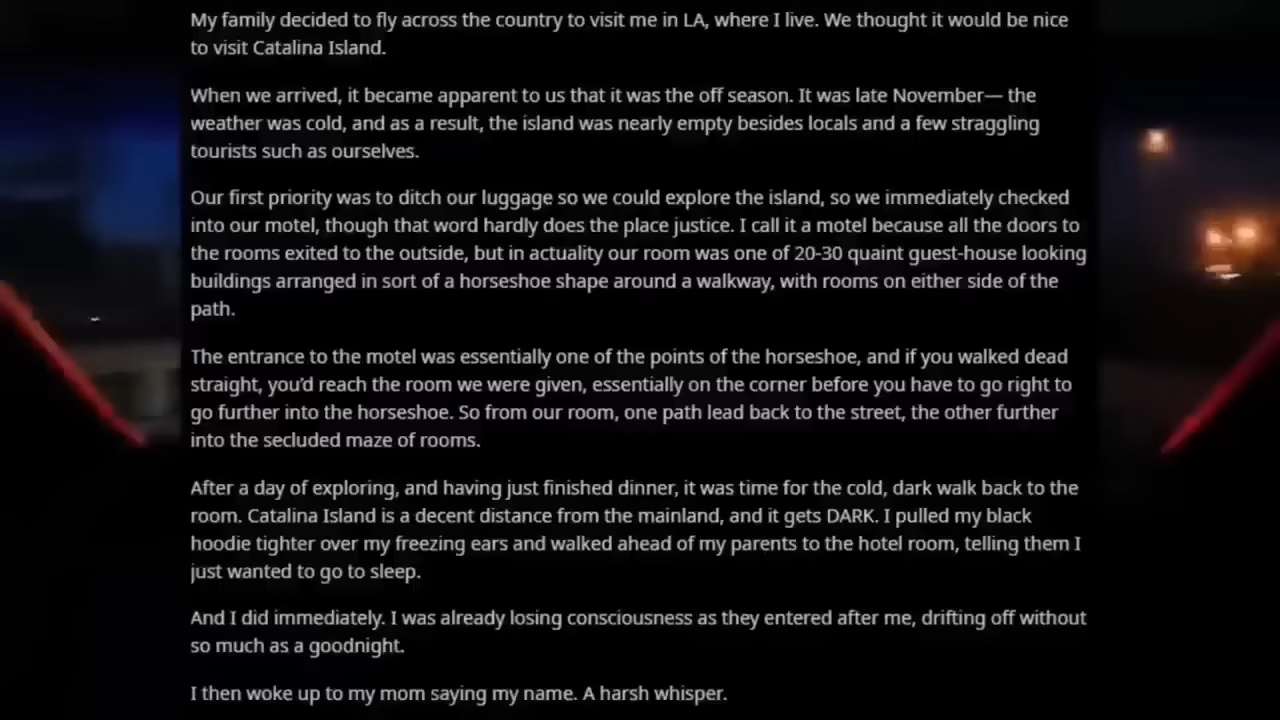 My family decided to fly across the country to visit me in LA, where I live. We thought it would be nice
to visit Catalina Island.
When we arrived, it became apparent to us that it was the off season. It was late November— the
weather was cold, and as a result, the island was nearly empty besides locals and a few straggling
tourists such as ourselves.
Our first priority was to ditch our luggage so we could explore the island, so we immediately checked
into our motel, though that word hardly does the place justice. I call it a motel because all the doors to
the rooms exited to the outside, but in actuality our room was one of 20-30 quaint guest-house looking
buildings arranged in sort of a horseshoe shape around a walkway, with rooms on either side of the
path.
The entrance to the motel was essentially one of the points of the horseshoe, and if you walked dead
straight, you'd reach the room we were given, essentially on the corner before you have to go right to
go further into the horseshoe. So from our room, one path lead back to the street, the other further
into the secluded maze of rooms.
After a day of exploring, and having just finished dinner, it was time for the cold, dark walk back to the
room. Catalina Island is a decent distance from the mainland, and it gets DARK. I pulled my black
hoodie tighter over my freezing ears and walked ahead of my parents to the hotel room, telling them I
just wanted to go to sleep.
And I did immediately. I was already losing consciousness as they entered after me, drifting off without
so much as a goodnight.
I then woke up to my mom saying my name. A harsh whisper.